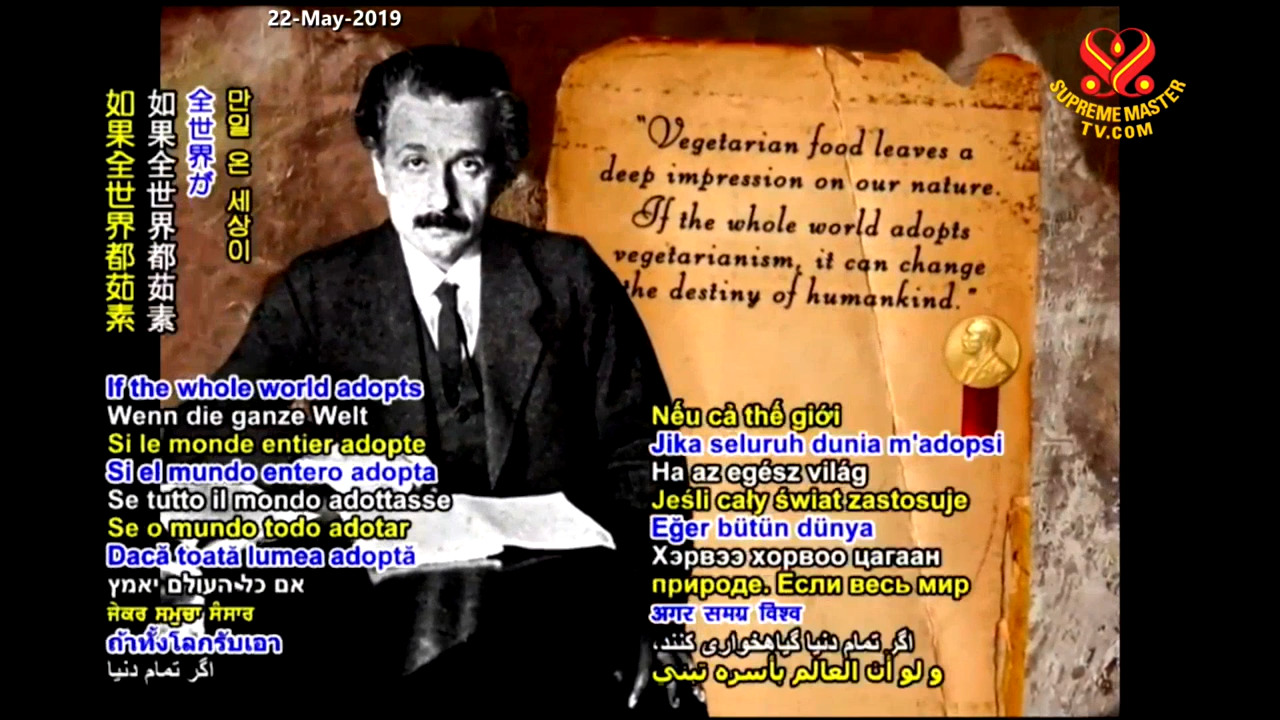 22-May-2019
SUPREME MASTER
TV.COM
만일 온 세상이
全世界が
如果全世界都茹素
如果全世界都茹素
"Vegetarian food leaves a
deep impression on our nature.
If the whole world adopts
vegetarianism, it can change
the destiny of humankind."
If the whole world adopts
Wenn die ganze Welt
Si le monde entier adopte
Si el mundo entero adopta
Se tutto il mondo adottasse
Se o mundo todo adotar
Dacă toată lumea adoptă
אם כל-העולם יאמץ
ਜੇਕਰ ਸਮੁਚਾ ਸੰਸਾਰ
ถ้าทั้งโลกรับเอา
اگر تمام دنیا
Nếu cả thế giới
Jika seluruh dunia m'adopsi
Ha az egész világ
Jeśli cały świat zastosuje
Eğer bütün dünya
Хэрвээ хорвоо цагаан
природе. Если весь мир
अगर समग्र विश्व
اگر تمام دنیا گیاهخواری کنند،
و لو أن العالم بأسره تبنى